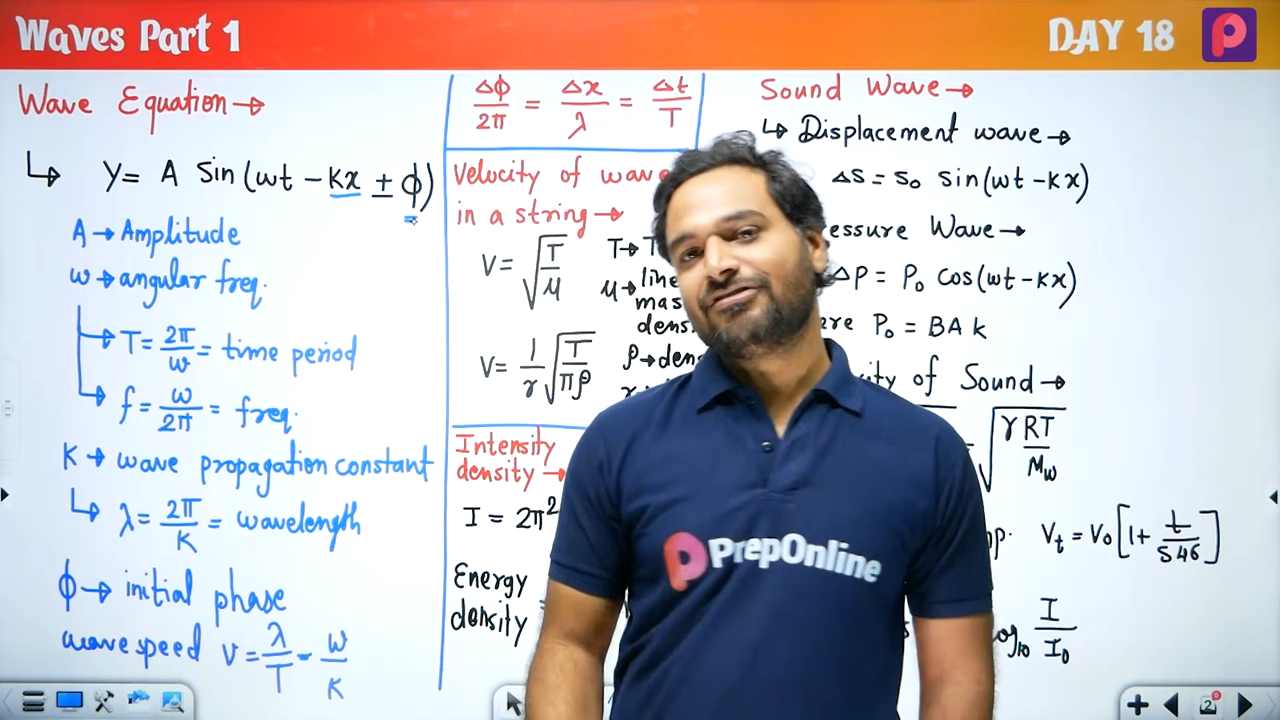 Waves Part 1
DAY 18
Wave Equation →
↳ Y= A Sin(ωt - Kx ± ϕ)
A → Amplitude
ω → angular freq.
→ T= 2π/ω = time period
→ f= ω/2π = freq.
K → wave propagation constant
↳ λ= 2π/K = wavelength
ϕ → initial phase
wave speed V= λ/T - ω/K
Δϕ/2π = Δx/λ = Δt/T
Velocity of wave
in a string →
V= √(T/μ)
T→ T
μ→ line
mas
dens
V= 1/r √(T/πρ)
ρ→den
Intensity
density →
I = 2π²
Energy
density =
Sound Wave →
↳ Displacement wave →
ΔS = S₀ sin(ωt - Kx)
essure Wave →
ΔP = P₀ cos(ωt - Kx)
ere P₀ = BAK
ity of Sound →
= √(γRT/Mw)
Vt = V₀[1+ t/546]
og₁₀ I/I₀
PrepOnline
2